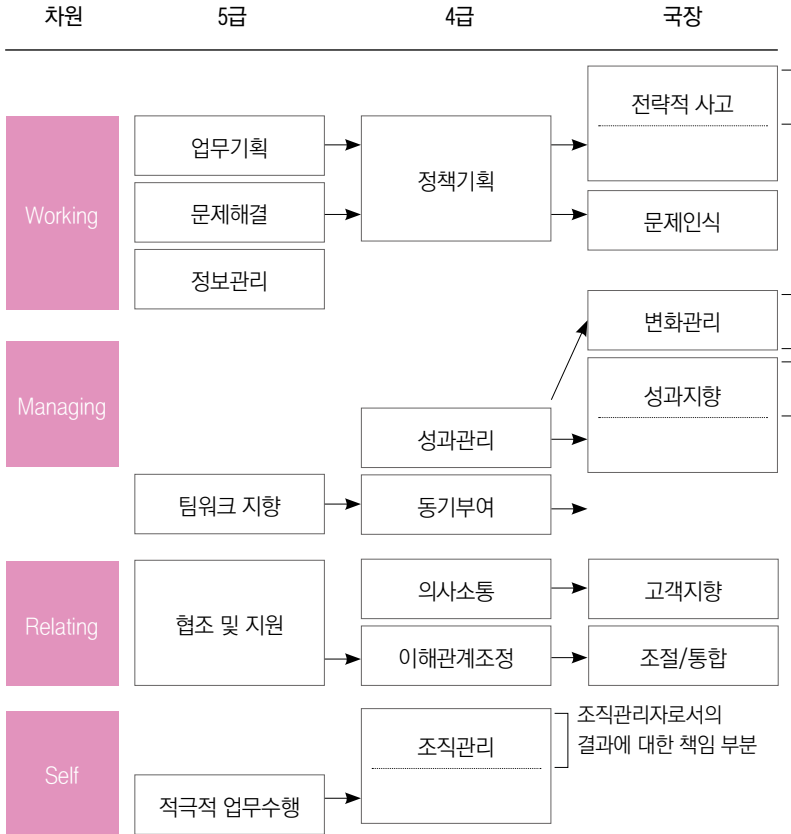 차원 5급 4급 국장
전략적 사고
업무기획
정책기획
Working
문제해결
문제인식
정보관리
변화관리
Managing
성과지향
성과관리
팀워크 지향
동기부여
의사소통
고객지향
Relating
협조 및 지원
이해관계조정
조절/통합
조직관리자로서의
결과에 대한 책임 부분
조직관리
Self
적극적 업무수행